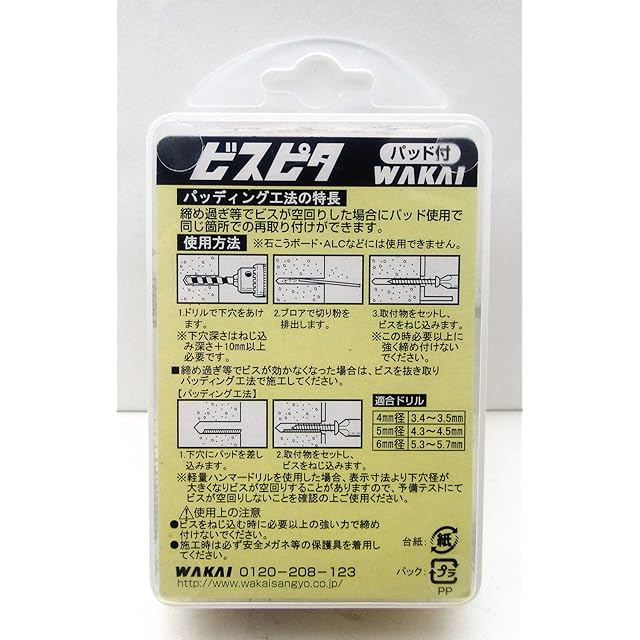 ビスピタ
パッド付
WAKAI
パッディング工法の特長
締め過ぎ等でビスが空回りした場合にパッド使用で
同じ箇所での再取り付けができます。
使用方法 ※石こうボード・ALCなどには使用できません。
1.ドリルで下穴をあけ
ます。
※下穴深さはねじ込
み深さ+10mm以上
必要です。
2.ブロアで切り粉を
排出します。
3.取付物をセットし、
ビスをねじ込みます。
※この時必要以上に
強く締め付けない
でください。
■締め過ぎ等でビスが効かなくなった場合は、ビスを抜き取り
パッディング工法で施工してください。
【パッディング工法】
1.下穴にパッドを差し
込みます。
2.取付物をセットし、
ビスをねじ込みます。
適合ドリル
4mm径 3.4〜3.5mm
5mm径 4.3〜4.5mm
6mm径 5.3〜5.7mm
※軽量ハンマードリルを使用した場合、表示寸法より下穴径が
大きくなりビスが空回りすることがありますので、予備テストにて
ビスが空回りしないことを確認の上ご使用ください。
⚠使用上の注意
●ビスをねじ込む時に必要以上の強い力で締め
付けないでください。
●施工時は必ず安全メガネ等の保護具を着用し
てください。
台紙: 紙
パック: プラ
PP
WAKAI 0120-208-123
http://www.wakaisangyo.co.jp/